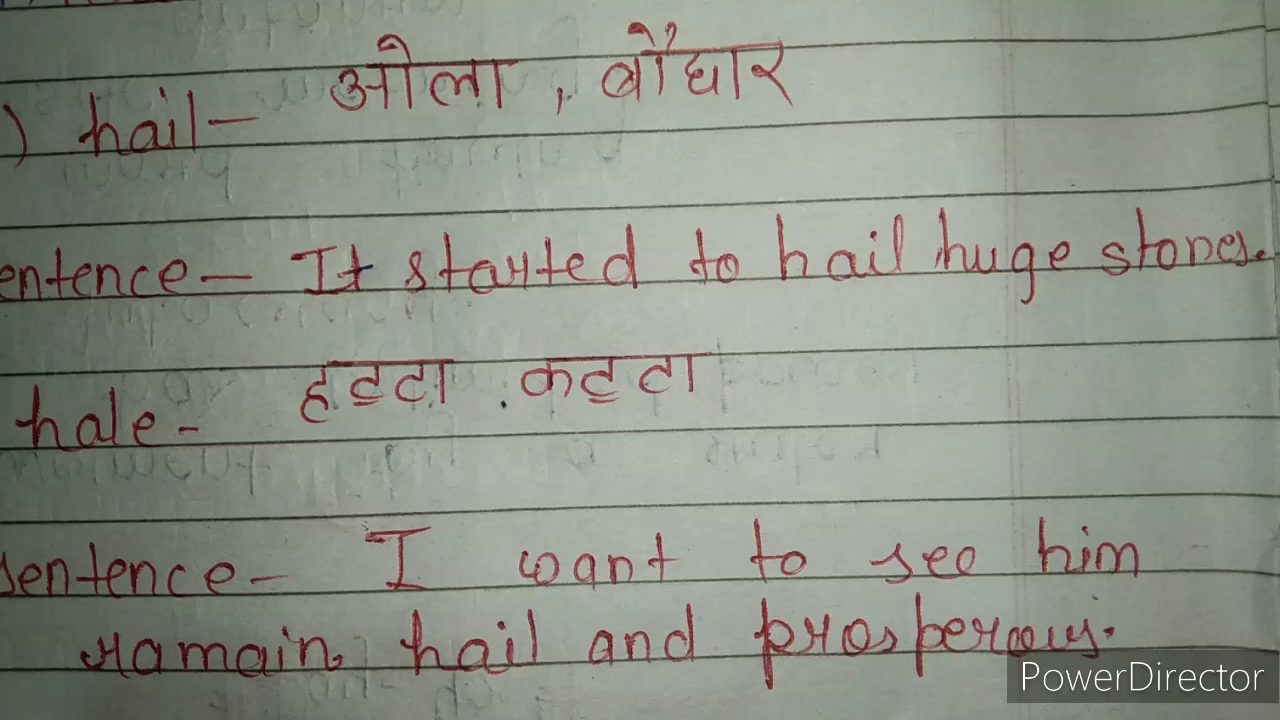 ) hail- ओला , बौघार
entence- It started to hail huge stones.
hale- हट्टा कट्टा
sentence- I want to see him
ramain hail and prosperous.
PowerDirector